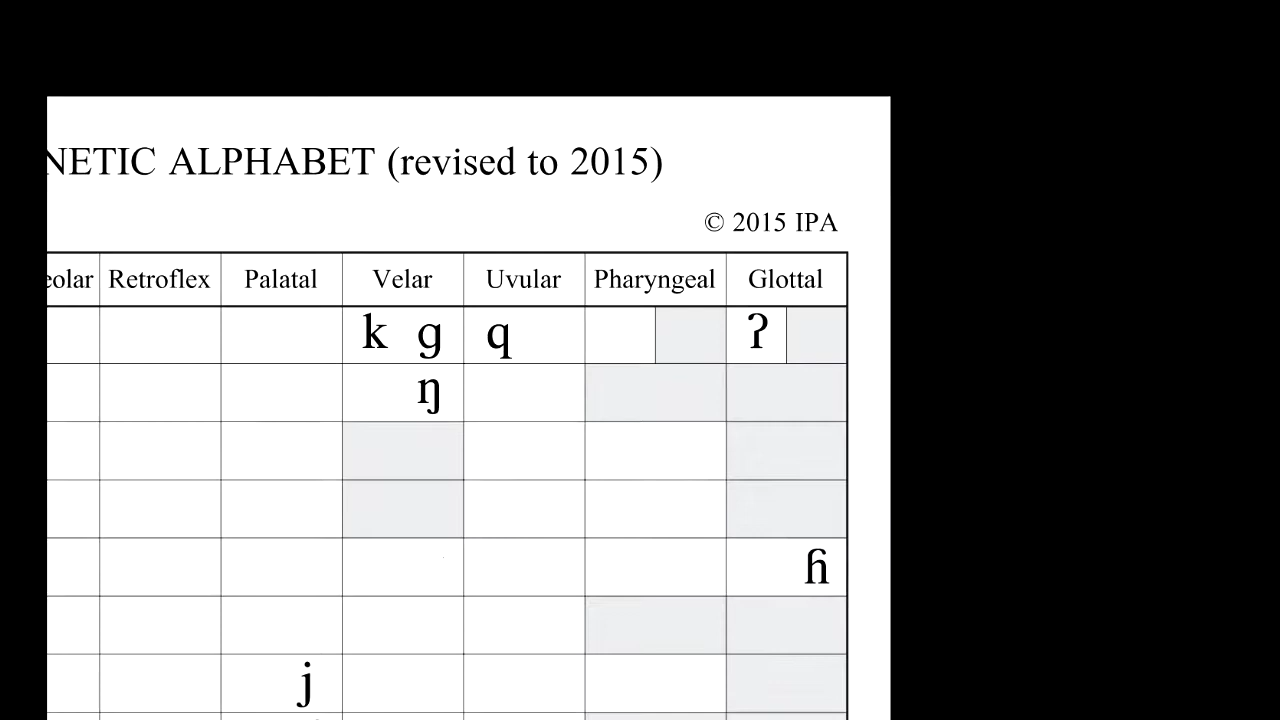 NETIC ALPHABET (revised to 2015)
© 2015 IPA
eolar Retroflex Palatal Velar Uvular Pharyngeal Glottal
k ɡ q ʔ
ŋ
ɦ
j